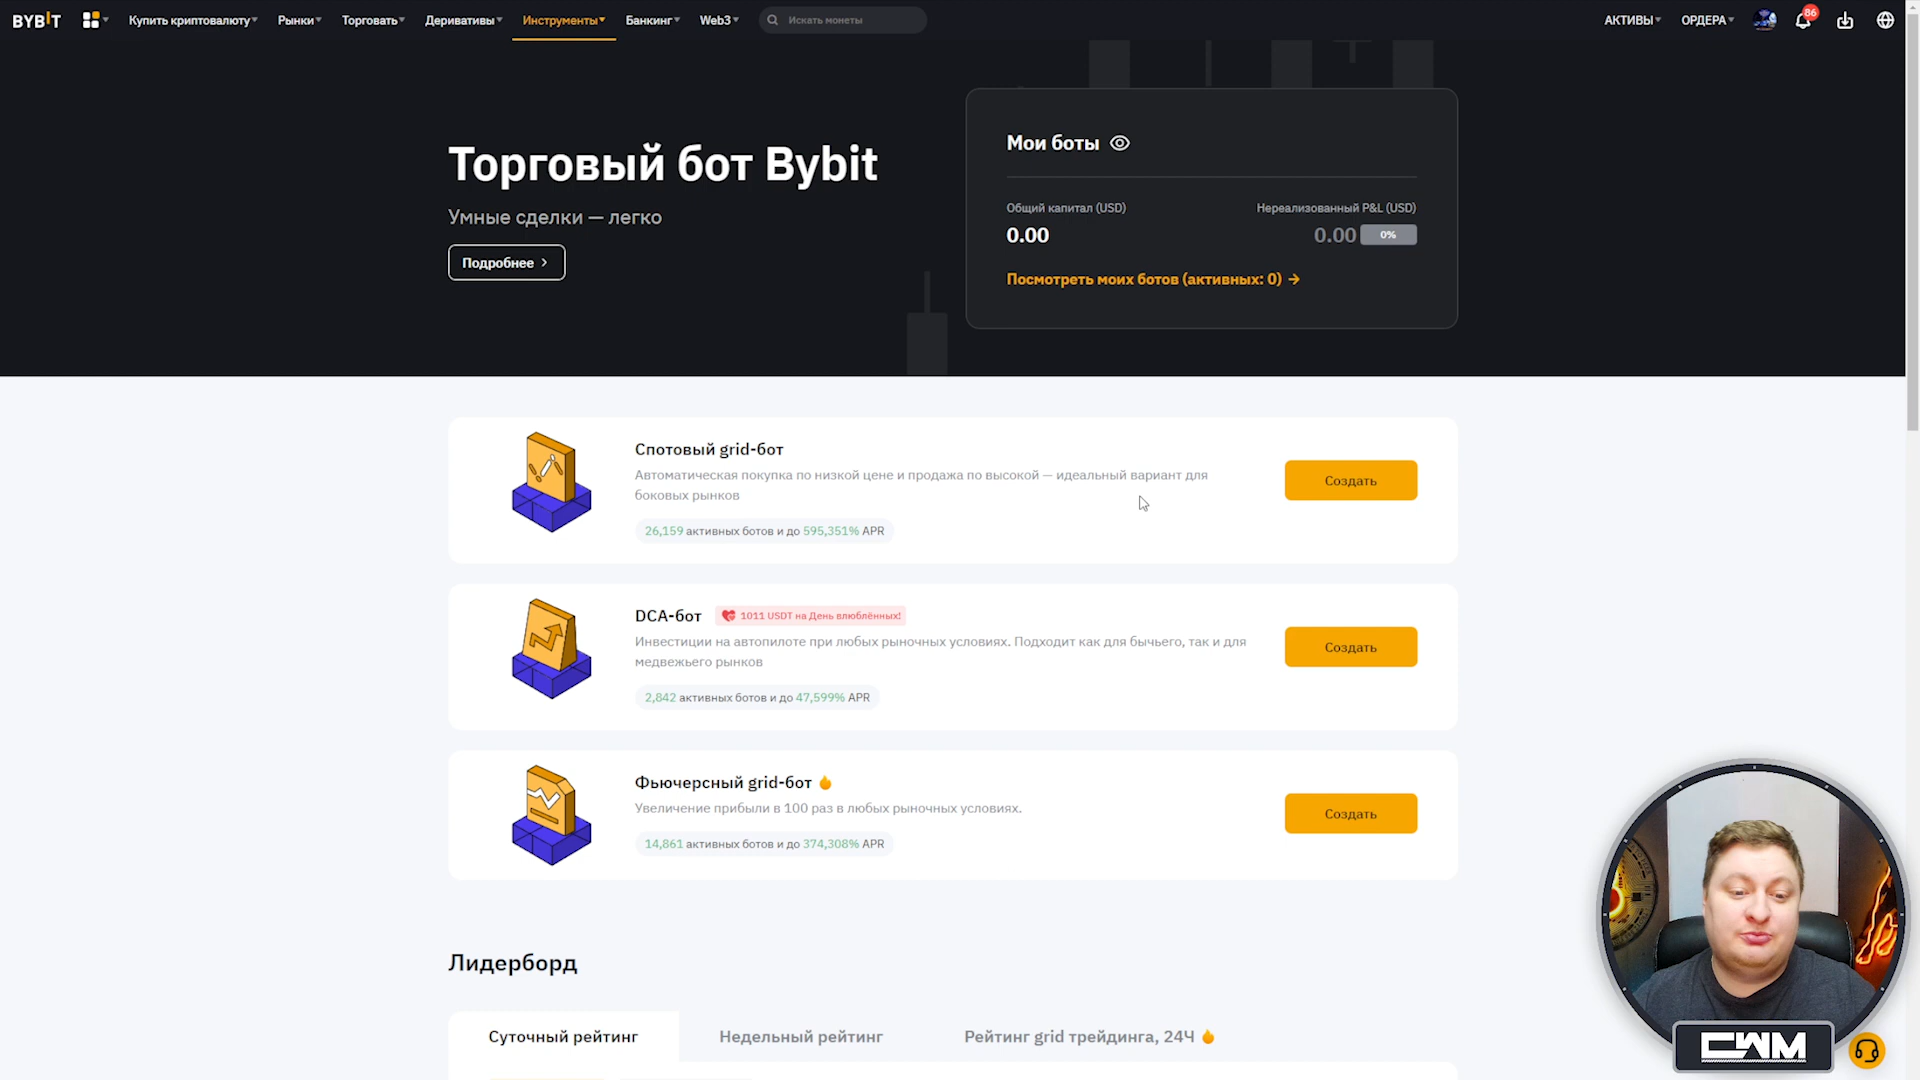 BYBIT
Купить криптовалюту
Рынки
Торговать
Деривативы
Инструменты
Банкинг
Web3
Искать монеты
АКТИВЫ
ОРДЕРА
86
Торговый бот Bybit
Умные сделки — легко
Подробнее
Мои боты
Общий капитал (USD)
Нереализованный P&L (USD)
0.00
0.00
0%
Посмотреть моих ботов (активных: 0)
Спотовый grid-бот
Автоматическая покупка по низкой цене и продажа по высокой — идеальный вариант для
боковых рынков
26,159 активных ботов и до 595,351% APR
Создать
DCA-бот
1011 USDT на День влюблённых!
Инвестиции на автопилоте при любых рыночных условиях. Подходит как для бычьего, так и для
медвежьего рынков
2,842 активных ботов и до 47,599% APR
Создать
Фьючерсный grid-бот
Увеличение прибыли в 100 раз в любых рыночных условиях.
14,861 активных ботов и до 374,308% APR
Создать
Лидерборд
Суточный рейтинг
Недельный рейтинг
Рейтинг grid трейдинга, 24Ч
CWM